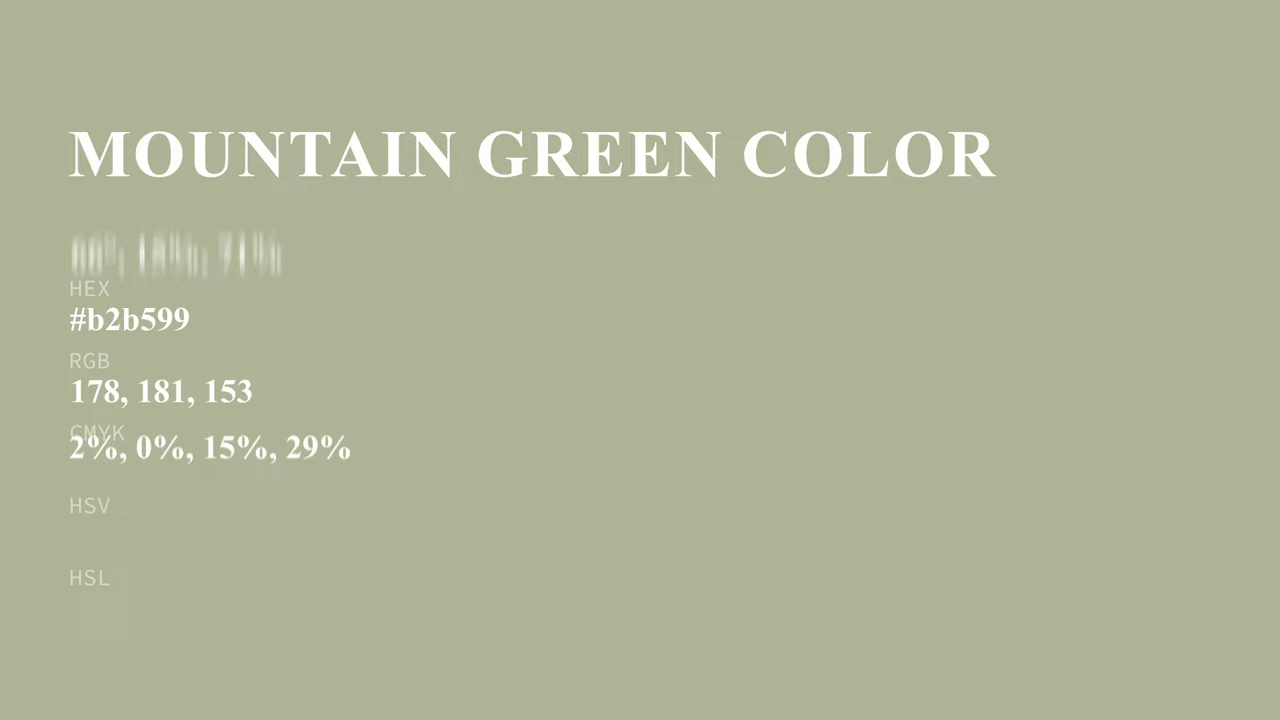 MOUNTAIN GREEN COLOR
HEX
#b2b599
RGB
178, 181, 153
CMYK
2%, 0%, 15%, 29%
HSV
HSL